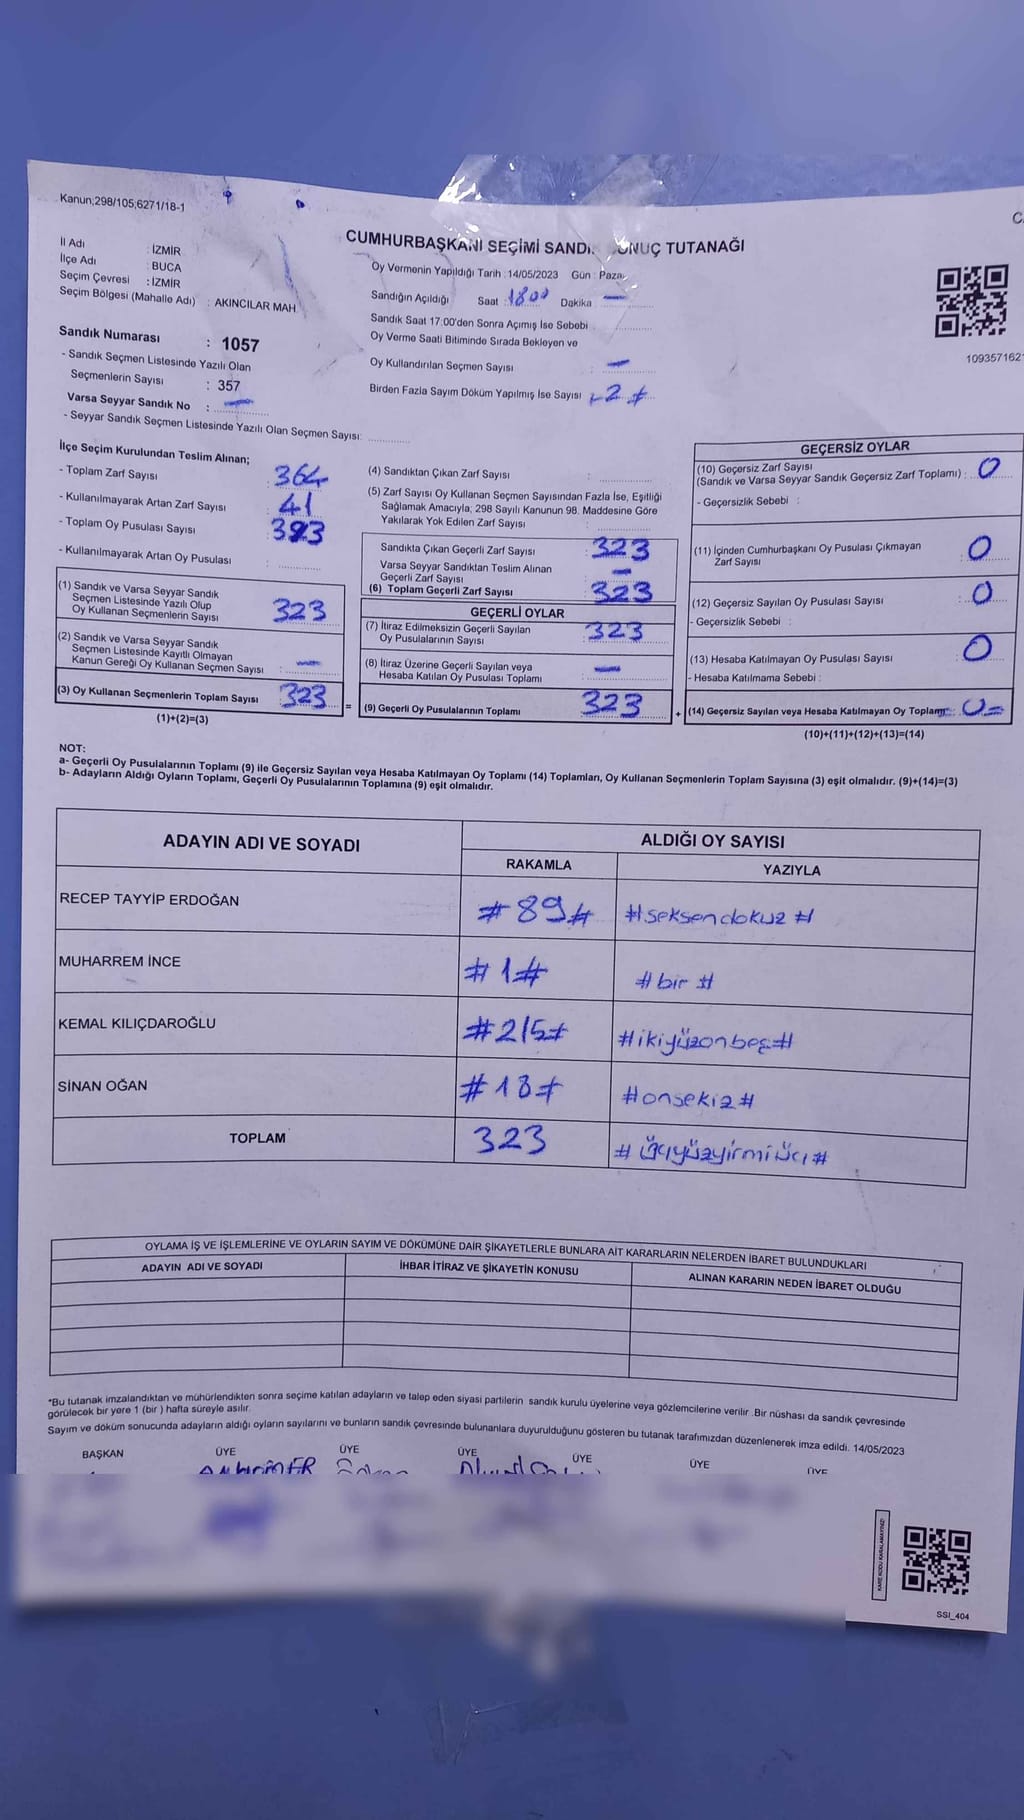 Kanun;298/105;6271/18-1
İl Adı : İZMİR
İlçe Adı : BUCA
Seçim Çevresi : İZMİR
Seçim Bölgesi (Mahalle Adı) : AKINCILAR MAH.
CUMHURBAŞKANI SEÇİMİ SANDI SONUÇ TUTANAĞI
Oy Vermenin Yapıldığı Tarih :14/05/2023 Gün : Pazar
Sandığın Açıldığı Saat : 1800 Dakika —
Sandık Saat 17:00'den Sonra Açımış İse Sebebi
Oy Verme Saati Bitiminde Sırada Bekleyen ve
Oy Kullandırılan Seçmen Sayısı : —
Birden Fazla Sayım Döküm Yapılmış İse Sayısı 2 #
109357162
Sandık Numarası : 1057
- Sandık Seçmen Listesinde Yazılı Olan
Seçmenlerin Sayısı : 357
Varsa Seyyar Sandık No : —
- Seyyar Sandık Seçmen Listesinde Yazılı Olan Seçmen Sayısı:
İlçe Seçim Kurulundan Teslim Alınan;
- Toplam Zarf Sayısı : 364
- Kullanılmayarak Artan Zarf Sayısı : 41
- Toplam Oy Pusulası Sayısı
- Kullanılmayarak Artan Oy Pusulası :
(1) Sandık ve Varsa Seyyar Sandık
Seçmen Listesinde Yazılı Olup
Oy Kullanan Seçmenlerin Sayısı : 323
(2) Sandık ve Varsa Seyyar Sandık
Seçmen Listesinde Kayıtlı Olmayan
Kanun Gereği Oy Kullanan Seçmen Sayısı : —
(3) Oy Kullanan Seçmenlerin Toplam Sayısı : 323
(1)+(2)=(3)
=
(4) Sandıktan Çıkan Zarf Sayısı :
(5) Zarf Sayısı Oy Kullanan Seçmen Sayısından Fazla İse, Eşitliği
Sağlamak Amacıyla; 298 Sayılı Kanunun 98. Maddesine Göre
Yakılarak Yok Edilen Zarf Sayısı :
Sandıkta Çıkan Geçerli Zarf Sayısı : 323
Varsa Seyyar Sandıktan Teslim Alınan
Geçerli Zarf Sayısı : —
(6) Toplam Geçerli Zarf Sayısı : 323
GEÇERLİ OYLAR
(7) İtiraz Edilmeksizin Geçerli Sayılan
Oy Pusulalarının Sayısı : 323
(8) İtiraz Üzerine Geçerli Sayılan veya
Hesaba Katılan Oy Pusulası Toplamı : —
(9) Geçerli Oy Pusulalarının Toplamı : 323
+
GEÇERSİZ OYLAR
(10) Geçersiz Zarf Sayısı
(Sandık ve Varsa Seyyar Sandık Geçersiz Zarf Toplamı) : 0
- Geçersizlik Sebebi :
(11) İçinden Cumhurbaşkanı Oy Pusulası Çıkmayan
Zarf Sayısı : 0
(12) Geçersiz Sayılan Oy Pusulası Sayısı : 0
- Geçersizlik Sebebi :
(13) Hesaba Katılmayan Oy Pusulası Sayısı : 0
- Hesaba Katılmama Sebebi :
(14) Geçersiz Sayılan veya Hesaba Katılmayan Oy Toplamı = 0 =
(10)+(11)+(12)+(13)=(14)
NOT:
a- Geçerli Oy Pusulalarının Toplamı (9) ile Geçersiz Sayılan veya Hesaba Katılmayan Oy Toplamı (14) Toplamları, Oy Kullanan Seçmenlerin Toplam Sayısına (3) eşit olmalıdır. (9)+(14)=(3)
b- Adayların Aldığı Oyların Toplamı, Geçerli Oy Pusulalarının Toplamına (9) eşit olmalıdır.
ADAYIN ADI VE SOYADI ALDIĞI OY SAYISI
RAKAMLA YAZIYLA
RECEP TAYYİP ERDOĞAN #89# #seksendokuz#
MUHARREM İNCE #1# #bir#
KEMAL KILIÇDAROĞLU #215# #ikiyüzonbeş#
SİNAN OĞAN #18# #onsekiz#
TOPLAM 323 #üçyüzyirmiüç#
OYLAMA İŞ VE İŞLEMLERİNE VE OYLARIN SAYIM VE DÖKÜMÜNE DAİR ŞİKAYETLERLE BUNLARA AİT KARARLARIN NELERDEN İBARET BULUNDUKLARI
ADAYIN ADI VE SOYADI İHBAR İTİRAZ VE ŞİKAYETİN KONUSU ALINAN KARARIN NEDEN İBARET OLDUĞU
*Bu tutanak imzalandıktan ve mühürlendikten sonra seçime katılan adayların ve talep eden siyasi partilerin sandık kurulu üyelerine veya gözlemcilerine verilir .Bir nüshası da sandık çevresinde
görülecek bir yere 1 (bir ) hafta süreyle asılır.
Sayım ve döküm sonucunda adayların aldığı oyların sayılarını ve bunların sandık çevresinde bulunanlara duyurulduğunu gösteren bu tutanak tarafımızdan düzenlenerek imza edildi. 14/05/2023
BAŞKAN ÜYE ÜYE ÜYE ÜYE ÜYE ÜYE
KARE KODU KARALAMAYINIZ!
SSI_404